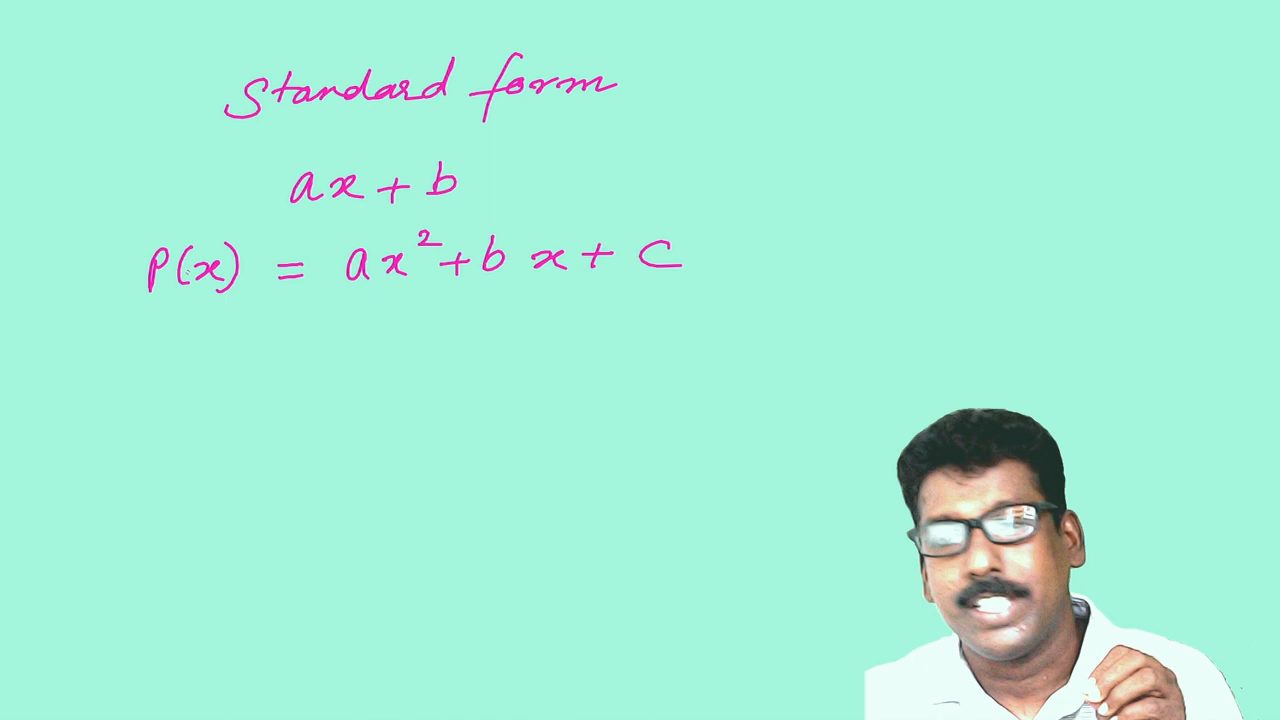 Standard form
ax + b
P(x) = ax² + bx + c